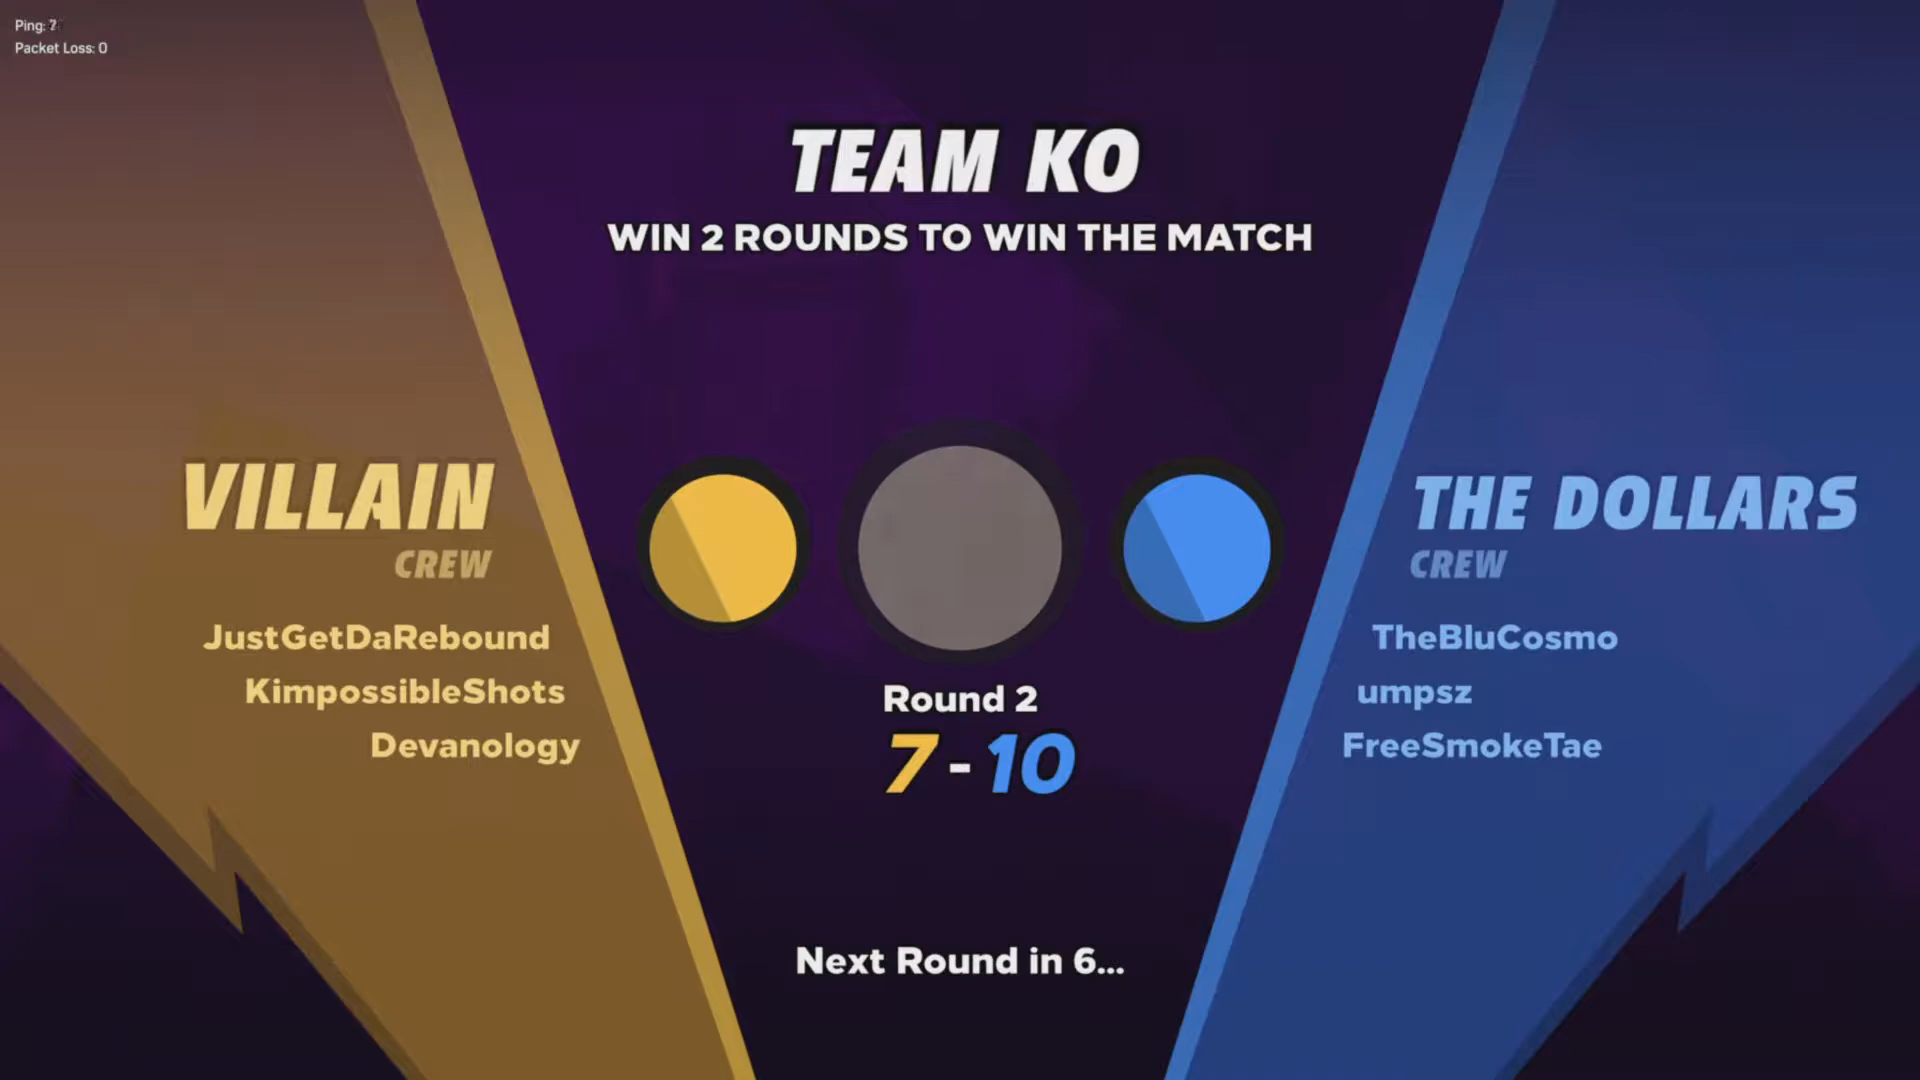 Ping: 7
Packet Loss: 0
TEAM KO
WIN 2 ROUNDS TO WIN THE MATCH
VILLAIN
CREW
JustGetDaRebound
KimpossibleShots
Devanology
Round 2
7 - 10
THE DOLLARS
CREW
TheBluCosmo
umpsz
FreeSmokeTae
Next Round in 6...